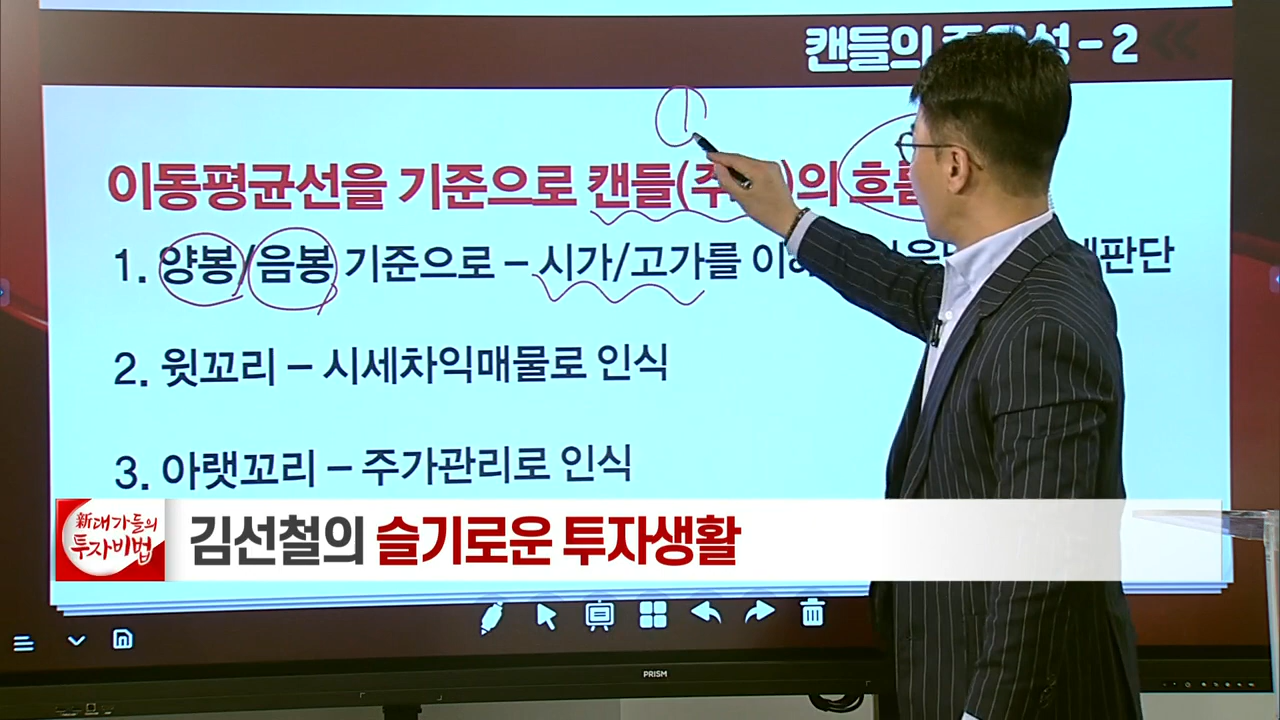 캔들의 - 2
이동평균선을 기준으로 캔들(주 )의
1. 양봉/음봉 기준으로 – 시가/고가를 판단
2. 윗꼬리 – 시세차익매물로 인식
3. 아랫꼬리 – 주가관리로 인식
新대가들의
투자비법
김선철의 슬기로운 투자생활
PRISM